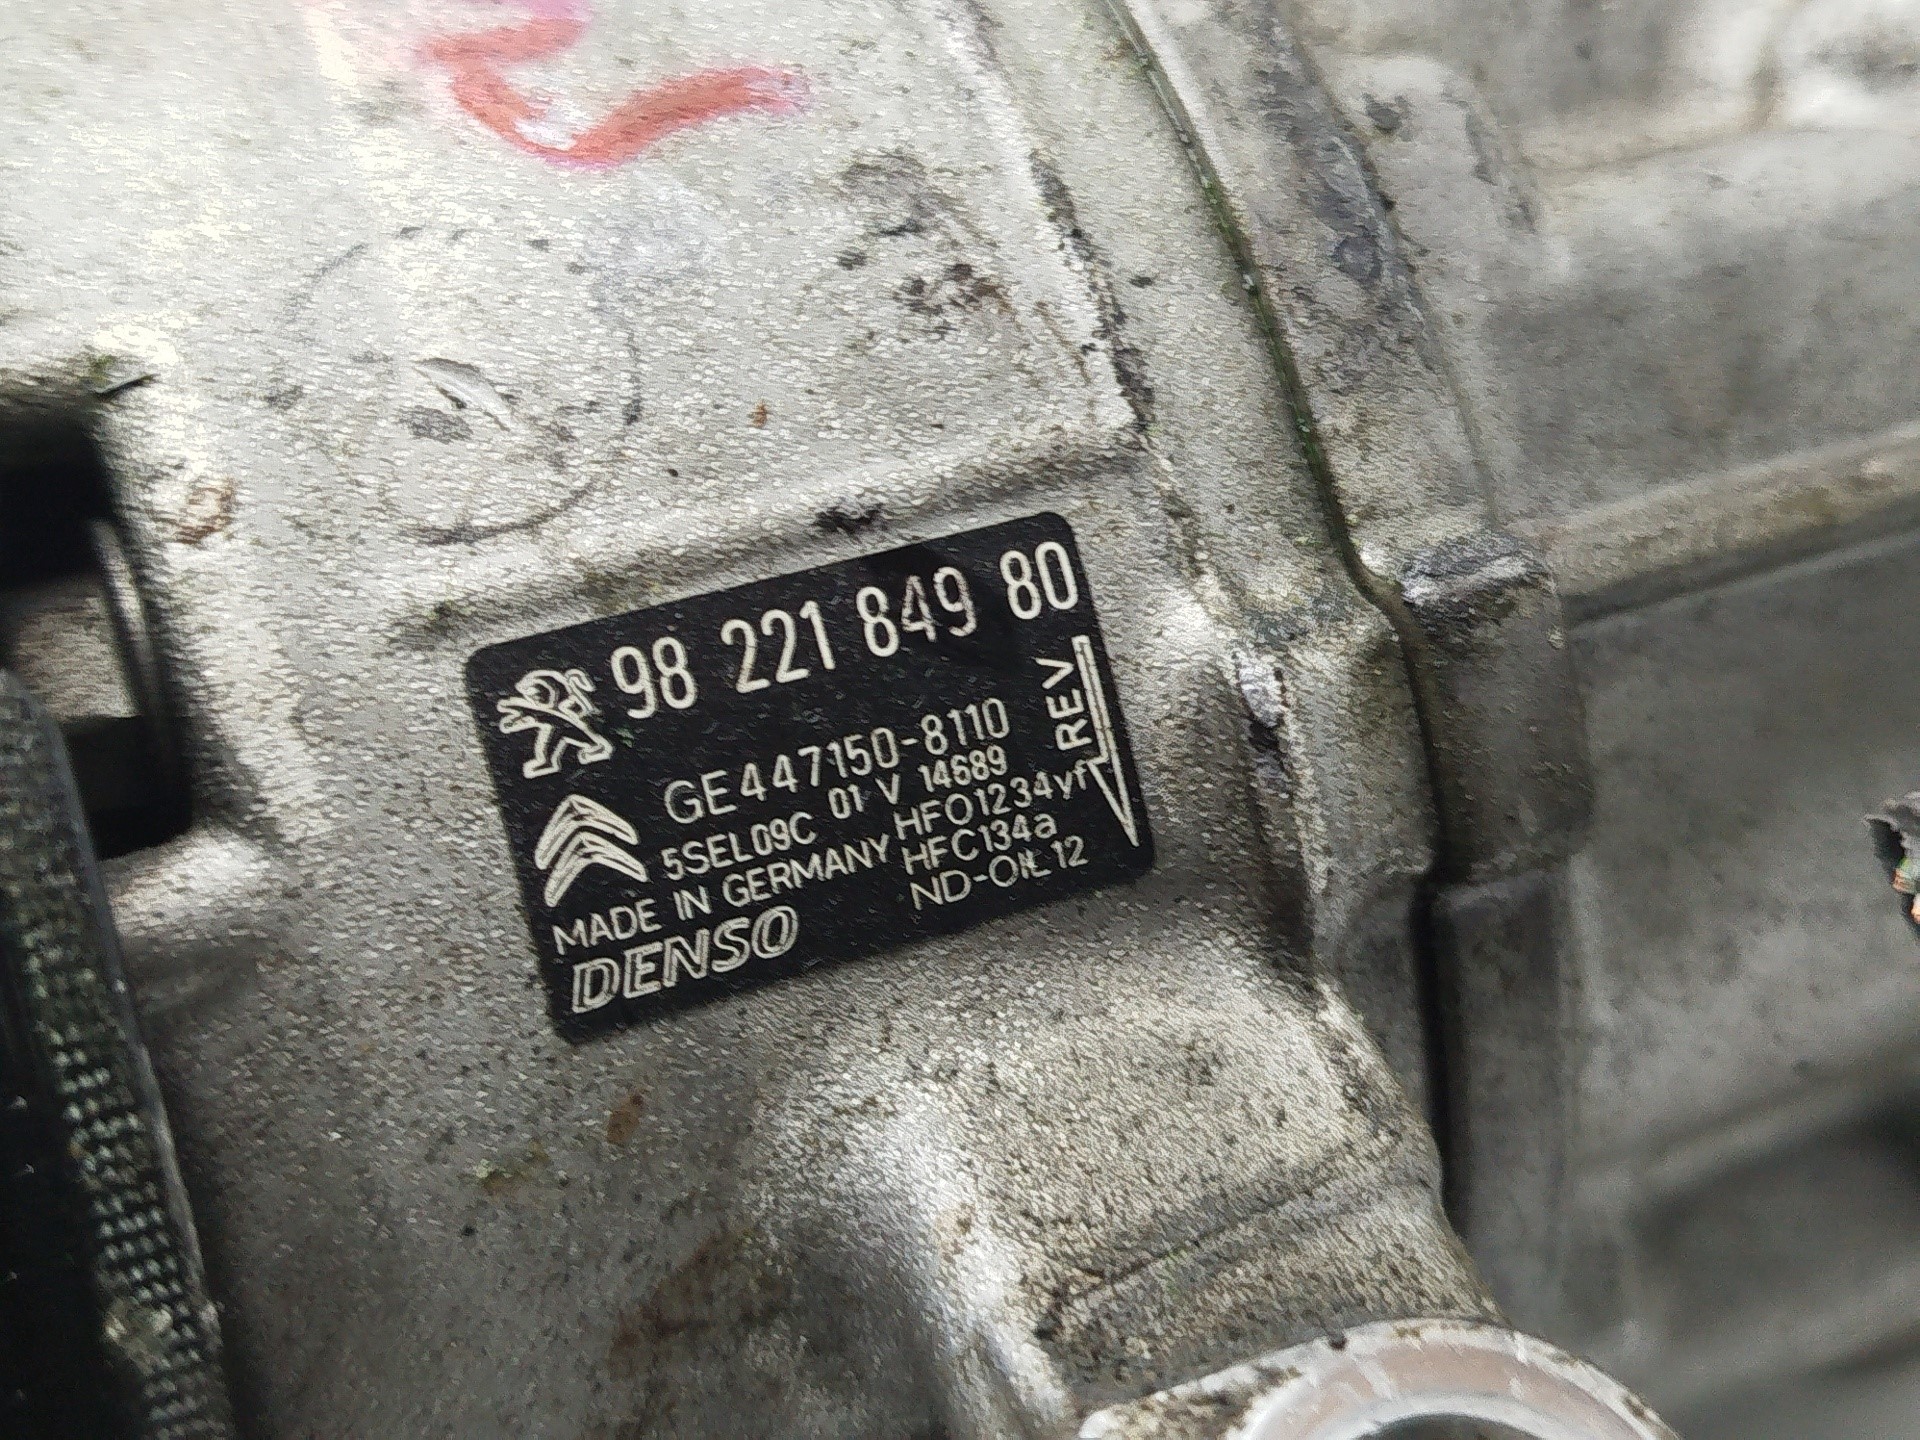 98 221 849 80
GE447150-8110
5SEL09C 01 V 14689
MADE IN GERMANY
DENSO
HFO1234yf
HFC134a
ND-OIL 12
REV